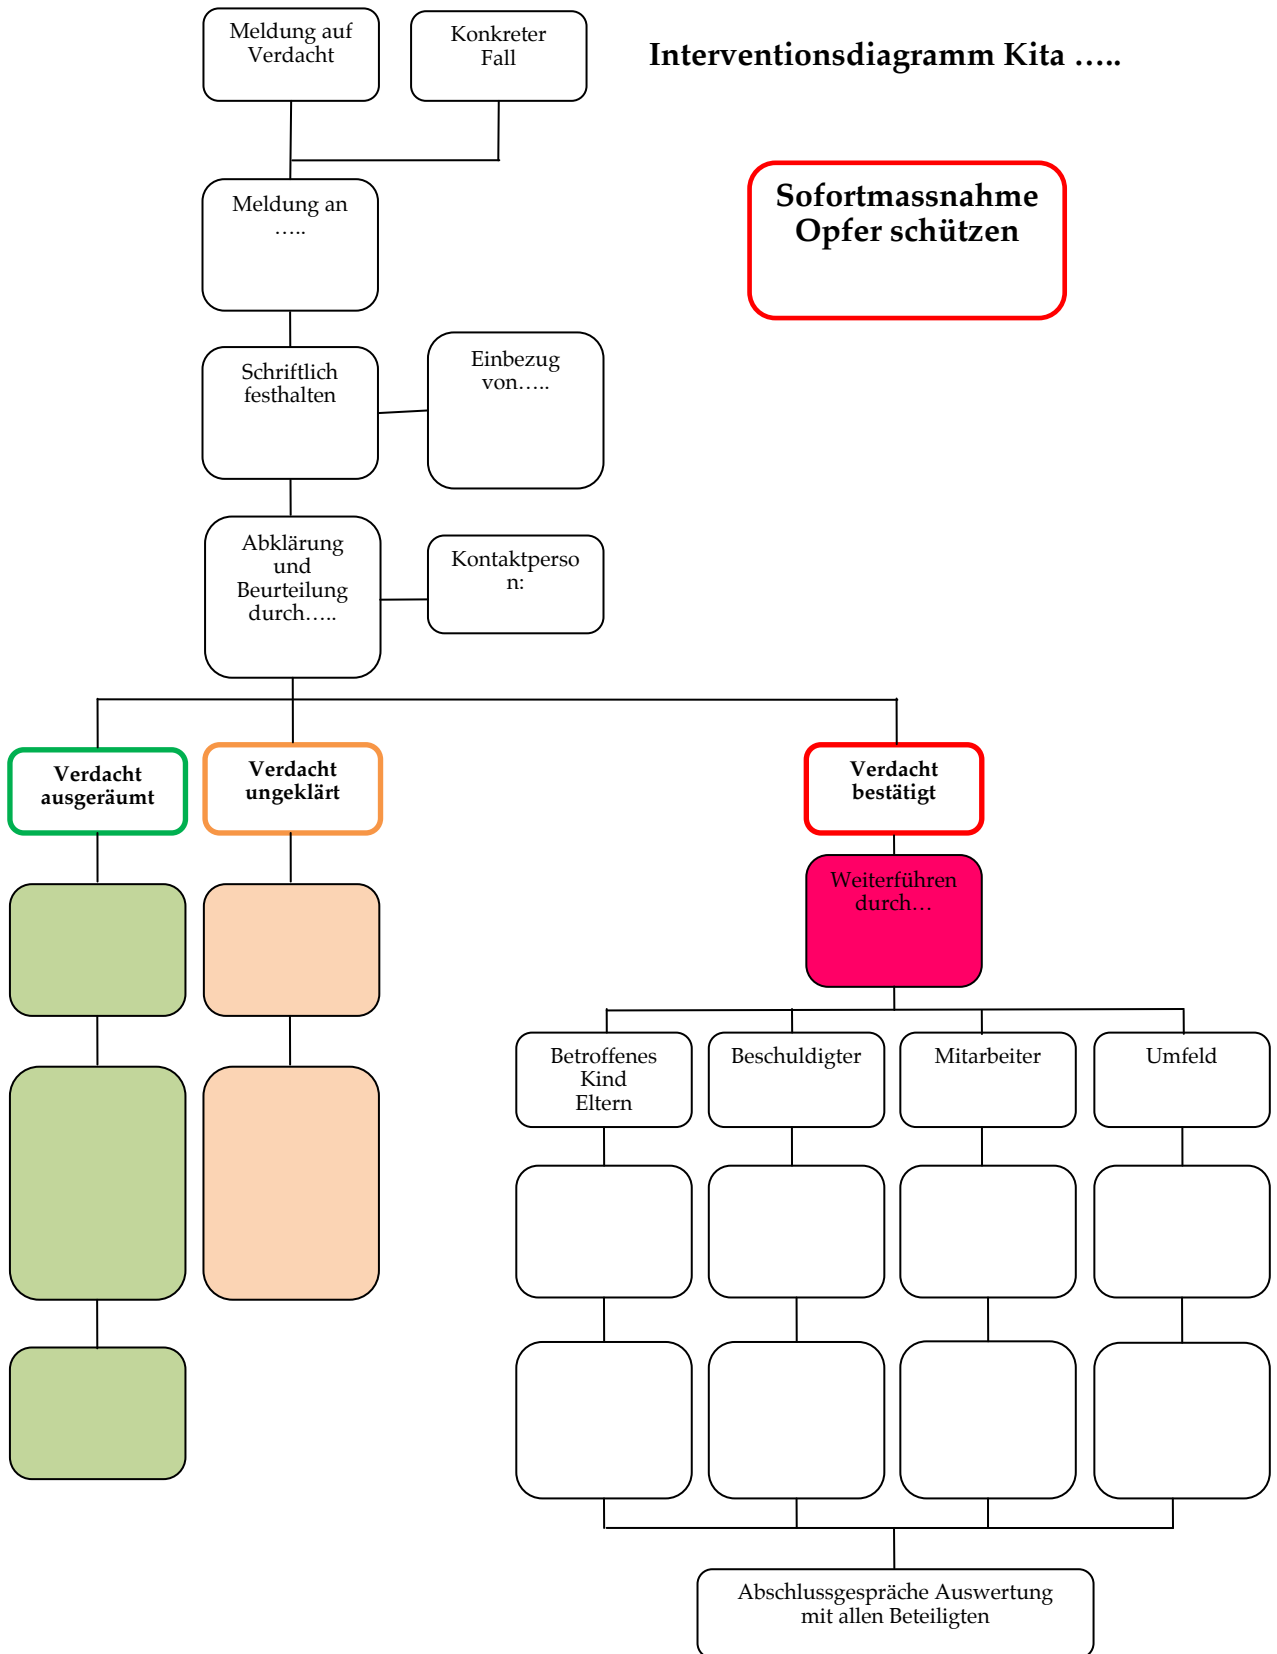 Meldung auf
Verdacht
Konkreter
Fall
Interventionsdiagramm Kita …..
Meldung an
…..
Sofortmassnahme
Opfer schützen
Schriftlich
festhalten
Einbezug
von…..
Abklärung
und
Beurteilung
durch…..
Kontaktperso
n:
Verdacht
ausgeräumt
Verdacht
ungeklärt
Verdacht
bestätigt
Weiterführen
durch…
Betroffenes
Kind
Eltern
Beschuldigter
Mitarbeiter
Umfeld
Abschlussgespräche Auswertung
mit allen Beteiligten